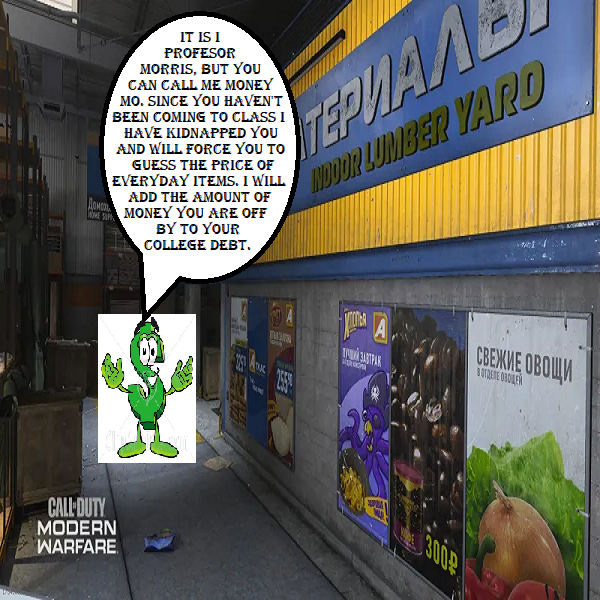 IT IS I
PROFESOR
MORRIS, BUT YOU
CAN CALL ME MONEY
MO. SINCE YOU HAVEN'T
BEEN COMING TO CLASS I
HAVE KIDNAPPED YOU
AND WILL FORCE YOU TO
GUESS THE PRICE OF
EVERYDAY ITEMS. I WILL
ADD THE AMOUNT OF
MONEY YOU ARE OFF
BY TO YOUR
COLLEGE DEBT.
ТЕРИАЛЫ
INDOOR LUMBER YARD
HOME
ЛУЧШИЙ ЗАВТРАК
СВЕЖИЕ ОВОЩИ
В ОТДЕЛЕ ОВОЩЕЙ
300₽
CALL OF DUTY
MODERN
WARFARE